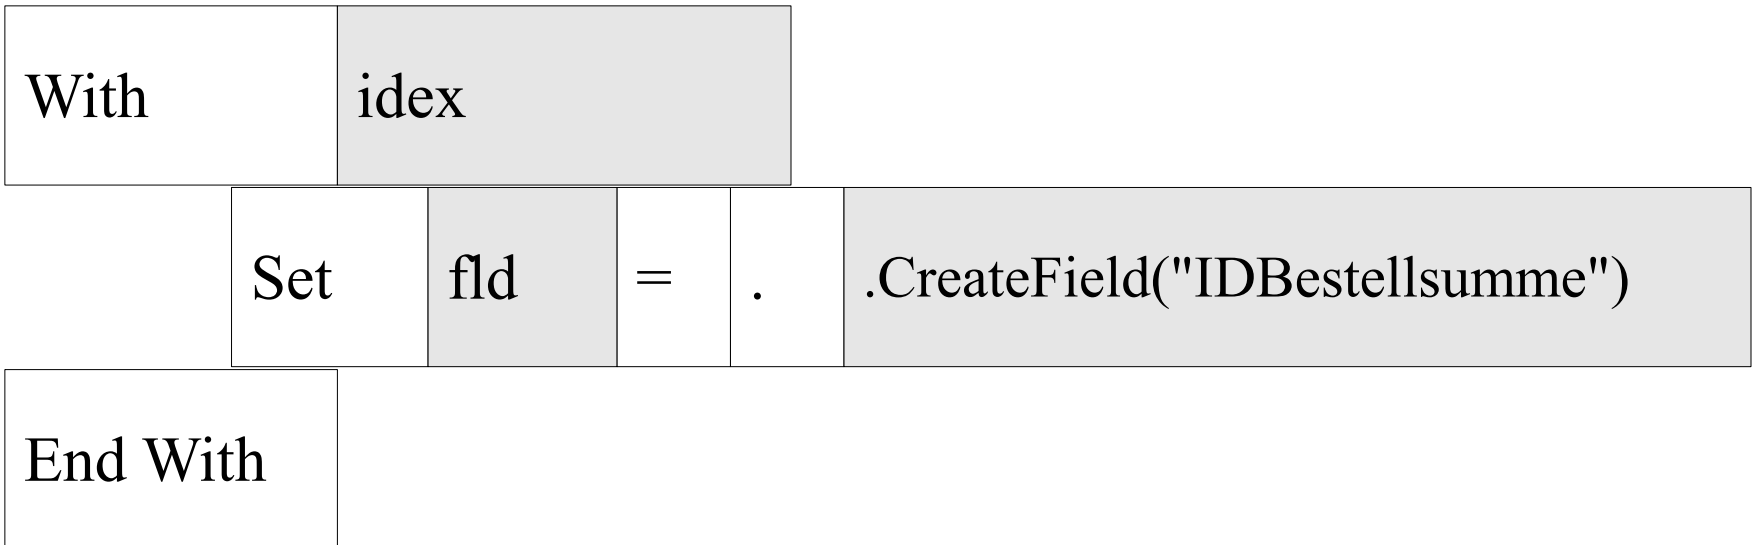 With idex
Set fld = . .CreateField("IDBestellsumme")
End With